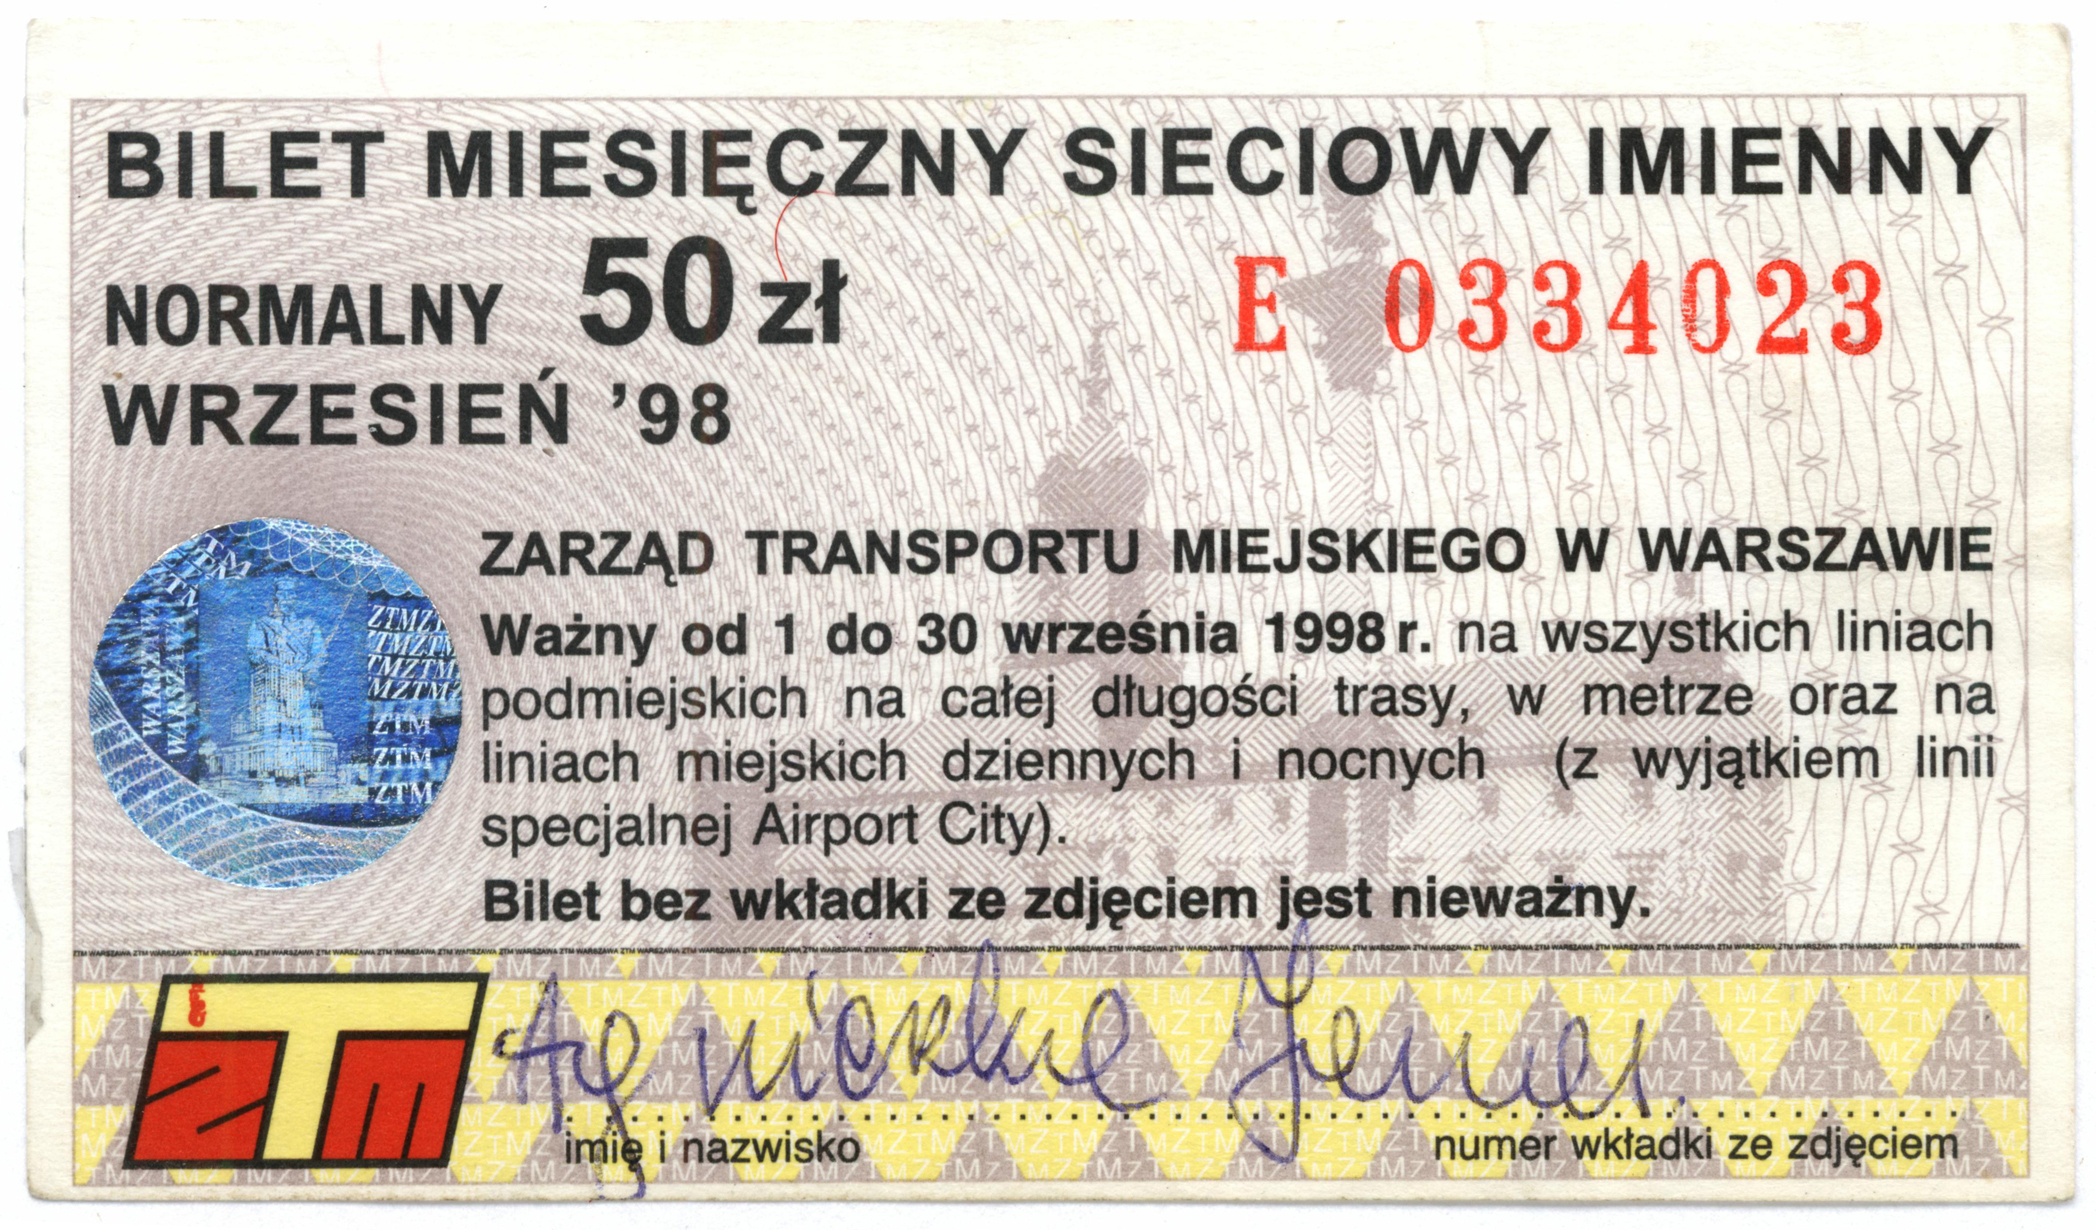 BILET MIESIĘCZNY SIECIOWY IMIENNY
NORMALNY 50 zł E 0334023
WRZESIEŃ '98
ZARZĄD TRANSPORTU MIEJSKIEGO W WARSZAWIE
Ważny od 1 do 30 września 1998 r. na wszystkich liniach
podmiejskich na całej długości trasy, w metrze oraz na
liniach miejskich dziennych i nocnych (z wyjątkiem linii
specjalnej Airport City).
Bilet bez wkładki ze zdjęciem jest nieważny.
ZTM
Agnieszka
imię i nazwisko numer wkładki ze zdjęciem